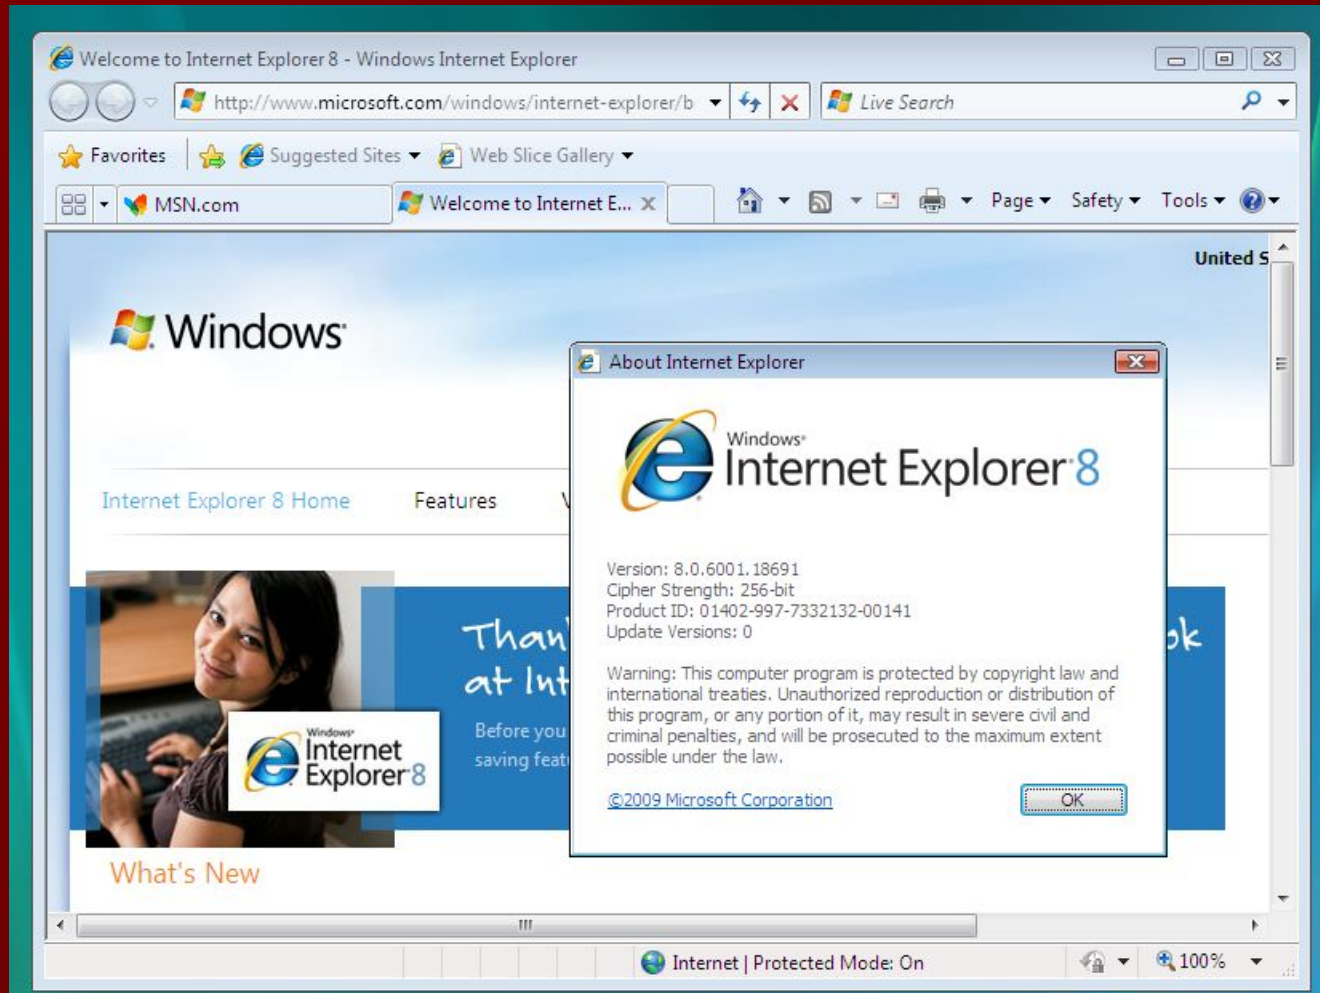 Welcome to Internet Explorer 8 - Windows Internet Explorer
http://www.microsoft.com/windows/internet-explorer/b
Live Search
Favorites
Suggested Sites
Web Slice Gallery
MSN.com
Welcome to Internet E...
Page
Safety
Tools
United S
Windows
Internet Explorer 8 Home
Features
About Internet Explorer
Windows
Internet Explorer 8
Version: 8.0.6001.18691
Cipher Strength: 256-bit
Product ID: 01402-997-7332132-00141
Update Versions: 0
Warning: This computer program is protected by copyright law and
international treaties. Unauthorized reproduction or distribution of
this program, or any portion of it, may result in severe civil and
criminal penalties, and will be prosecuted to the maximum extent
possible under the law.
©2009 Microsoft Corporation
OK
Than
at Int
Before you
saving feat
ok
Windows
Internet
Explorer 8
What's New
Internet | Protected Mode: On
100%